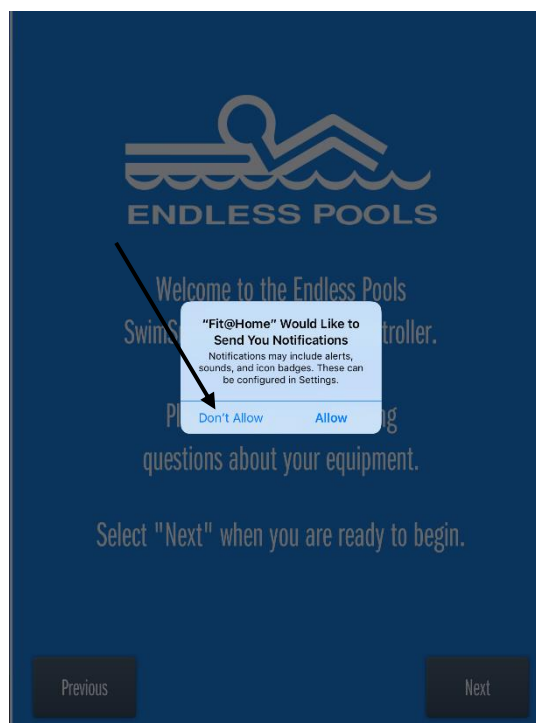 ENDLESS POOLS
Welcome to the Endless Pools
SwimS troller.
"Fit@Home" Would Like to
Send You Notifications
Notifications may include alerts,
sounds, and icon badges. These can
be configured in Settings.
Don't Allow Allow
questions about your equipment.
Select "Next" when you are ready to begin.
Previous Next